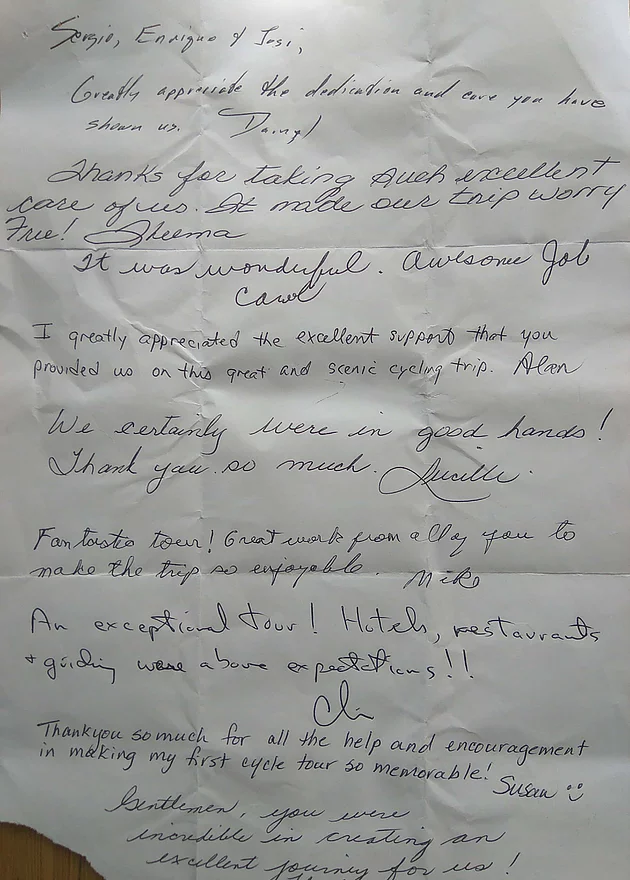 Sergio, Enrique & Iosi,
Greatly appreciate the dedication and care you have
shown us. Darryl
Thanks for taking such excellent
care of us. It made our trip worry
Free! Sheema
It was wonderful. Awesome Job
Carol
I greatly appreciated the excellent support that you
provided us on this great and scenic cycling trip. Alan
We certainly were in good hands!
Thank you so much. Lucille
Fantastic tour! Great work from all of you to
make the trip so enjoyable. Mike
An exceptional tour! Hotels, restaurants
+ guiding were above expectations!!
Thankyou so much for all the help and encouragement
in making my first cycle tour so memorable!
Susan
Gentlemen, you were
incredible in creating an
excellent journey for us!